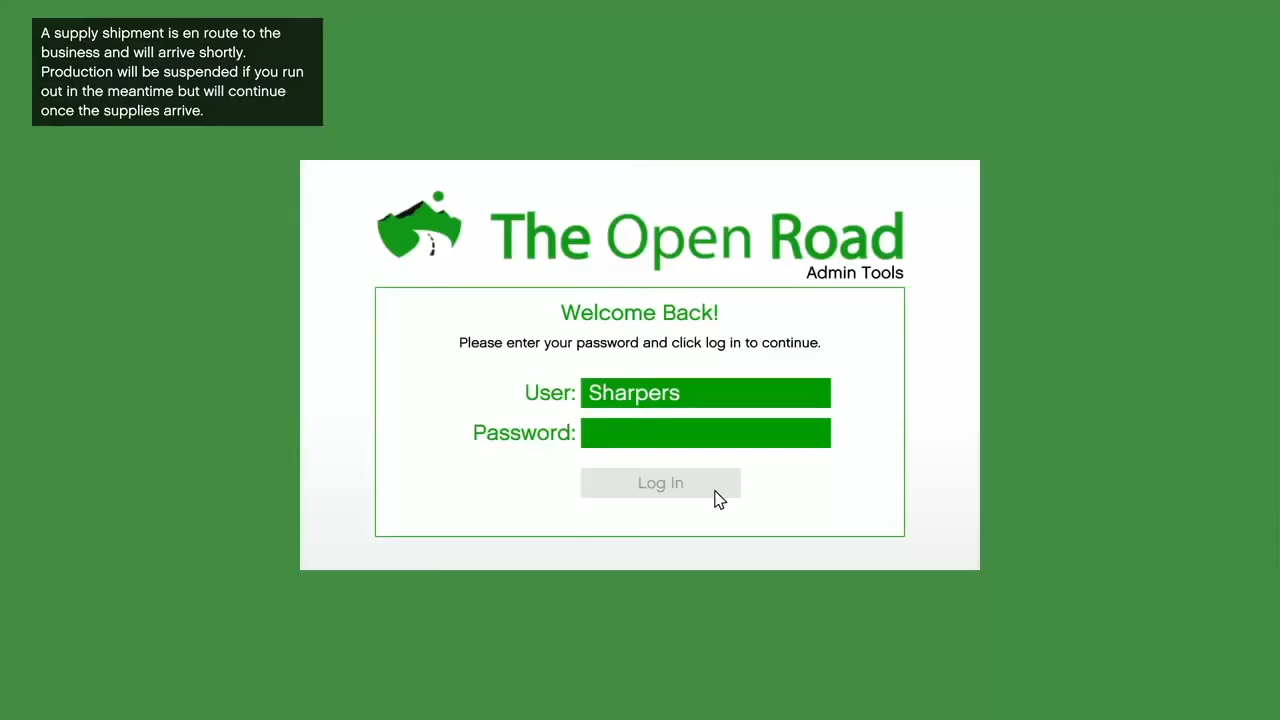 A supply shipment is en route to the
business and will arrive shortly.
Production will be suspended if you run
out in the meantime but will continue
once the supplies arrive.
The Open Road
Admin Tools
Welcome Back!
Please enter your password and click log in to continue.
User: Sharpers
Password:
Log In